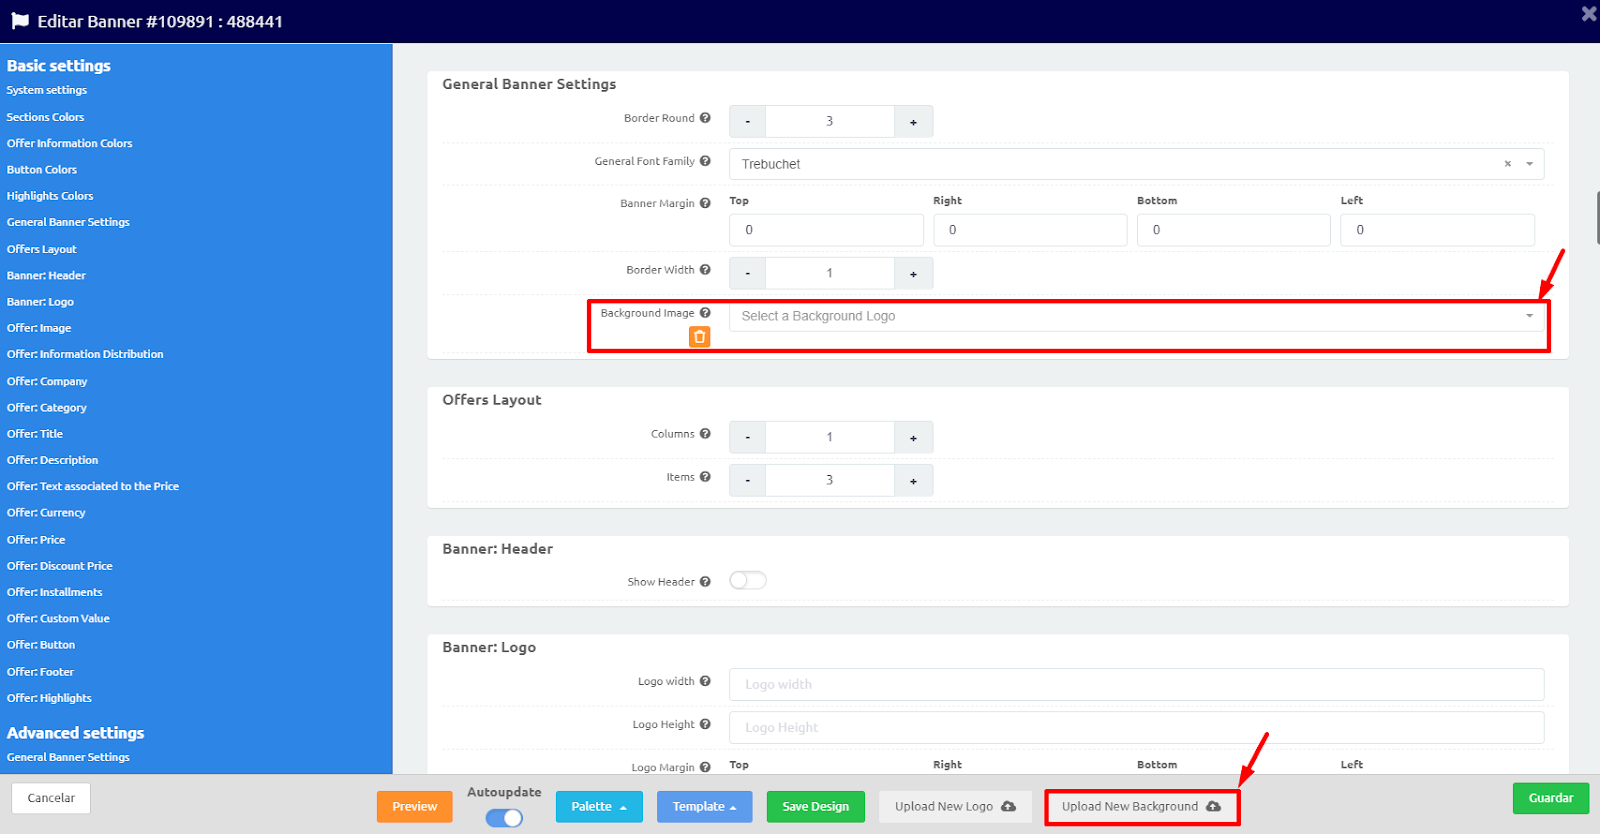 Editar Banner #109891 : 488441
Basic settings
System settings
Sections Colors
Offer Information Colors
Button Colors
Highlights Colors
General Banner Settings
Offers Layout
Banner: Header
Banner: Logo
Offer: Image
Offer: Information Distribution
Offer: Company
Offer: Category
Offer: Title
Offer: Description
Offer: Text associated to the Price
Offer: Currency
Offer: Price
Offer: Discount Price
Offer: Installments
Offer: Custom Value
Offer: Button
Offer: Footer
Offer: Highlights
Advanced settings
General Banner Settings
General Banner Settings
Border Round - 3 +
General Font Family Trebuchet
Banner Margin Top Right Bottom Left
0 0 0 0
Border Width - 1 +
Background Image Select a Background Logo
Offers Layout
Columns - 1 +
Items - 3 +
Banner: Header
Show Header
Banner: Logo
Logo width Logo width
Logo Height Logo Height
Logo Margin Top Right Bottom Left
Cancelar
Preview
Autoupdate
Palette
Template
Save Design
Upload New Logo
Upload New Background
Guardar